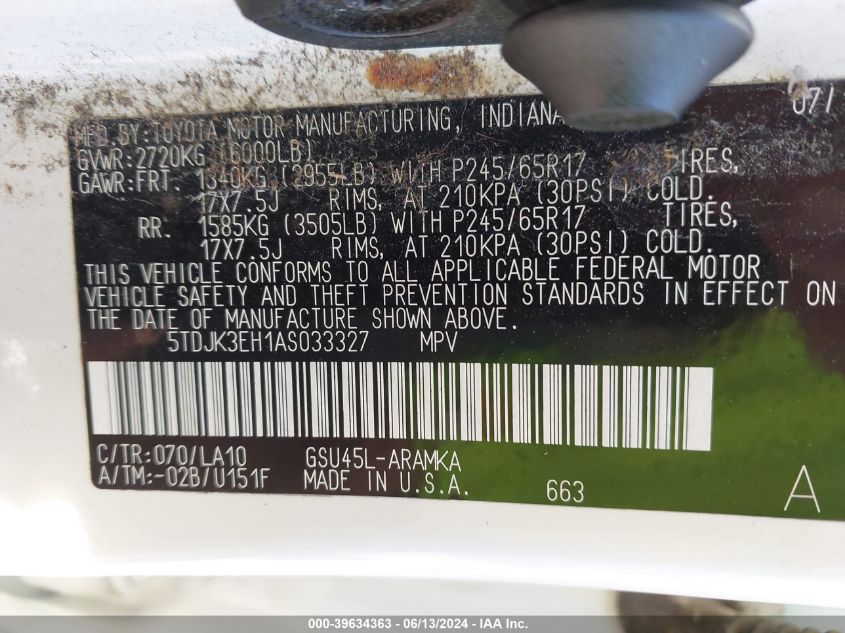 MFD. BY: TOYOTA MOTOR MANUFACTURING, INDIANA 07/
GVWR: 2720KG (6000LB)
GAWR: FRT. 1340KG (2955LB) WITH P245/65R17 TIRES,
17X7.5J RIMS, AT 210KPA (30PSI) COLD.
RR. 1585KG (3505LB) WITH P245/65R17 TIRES,
17X7.5J RIMS, AT 210KPA (30PSI) COLD.
THIS VEHICLE CONFORMS TO ALL APPLICABLE FEDERAL MOTOR
VEHICLE SAFETY AND THEFT PREVENTION STANDARDS IN EFFECT ON
THE DATE OF MANUFACTURE SHOWN ABOVE.
5TDJK3EH1AS033327 MPV
C/TR: 070/LA10 GSU45L-ARAMKA
A/TM: -02B/U151F MADE IN U.S.A. 663 A
000-39634363 - 06/13/2024 - IAA Inc.